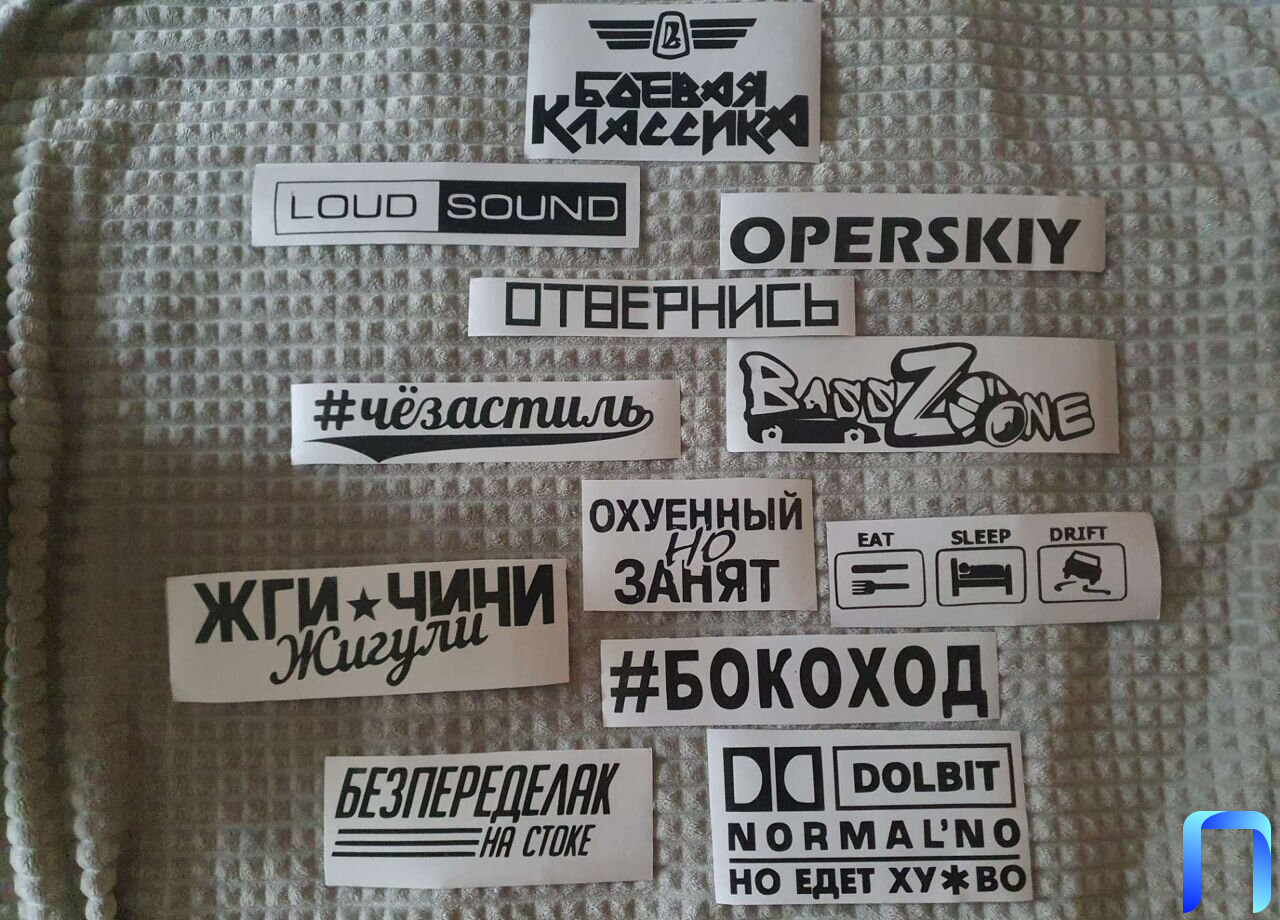 БОЕВАЯ
КЛАССИКА
LOUD SOUND
OPERSKIY
ОТВЕРНИСЬ
#чёзастиль
BASSZONE
ОХУЕННЫЙ
НО
ЗАНЯТ
EAT SLEEP DRIFT
ЖГИ★ЧИНИ
Жигули
#БОКОХОД
БЕЗПЕРЕДЕЛАК
НА СТОКЕ
DOLBIT
NORMAL'NO
НО ЕДЕТ ХУ*ВО